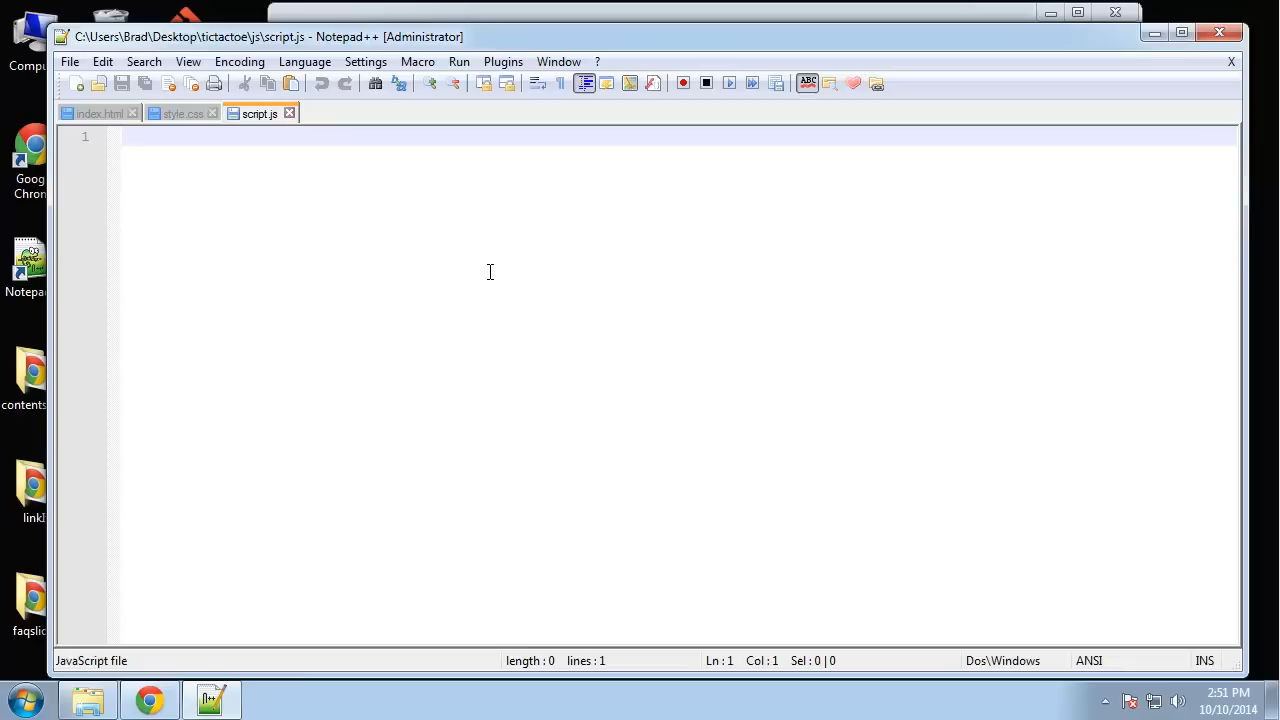 C:\Users\Brad\Desktop\tictactoe\js\script.js - Notepad++ [Administrator]
File Edit Search View Encoding Language Settings Macro Run Plugins Window ? X
index.html style.css script.js
ABC
1
Compu
Goog
Chron
Notepad
contents
linkI
faqslic
JavaScript file length : 0 lines : 1 Ln : 1 Col : 1 Sel : 0 | 0 Dos\Windows ANSI INS
N++
2:51 PM
10/10/2014